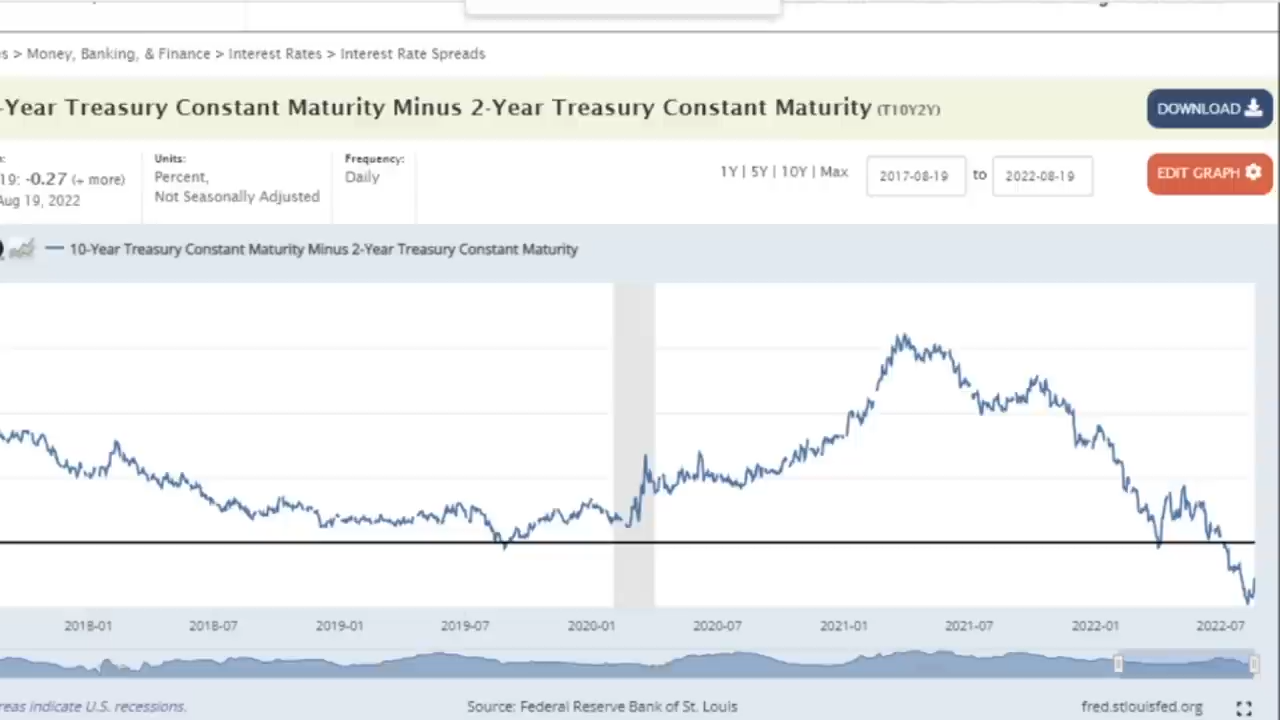 s > Money, Banking, & Finance > Interest Rates > Interest Rate Spreads
-Year Treasury Constant Maturity Minus 2-Year Treasury Constant Maturity (T10Y2Y)
DOWNLOAD
Units:
Frequency:
19: -0.27 (+ more)
Percent,
Daily
Aug 19, 2022
Not Seasonally Adjusted
1Y | 5Y | 10Y | Max
2017-08-19 to 2022-08-19
EDIT GRAPH
10-Year Treasury Constant Maturity Minus 2-Year Treasury Constant Maturity
2018-01 2018-07 2019-01 2019-07 2020-01 2020-07 2021-01 2021-07 2022-01 2022-07
reas indicate U.S. recessions.
Source: Federal Reserve Bank of St. Louis
fred.stlouisfed.org